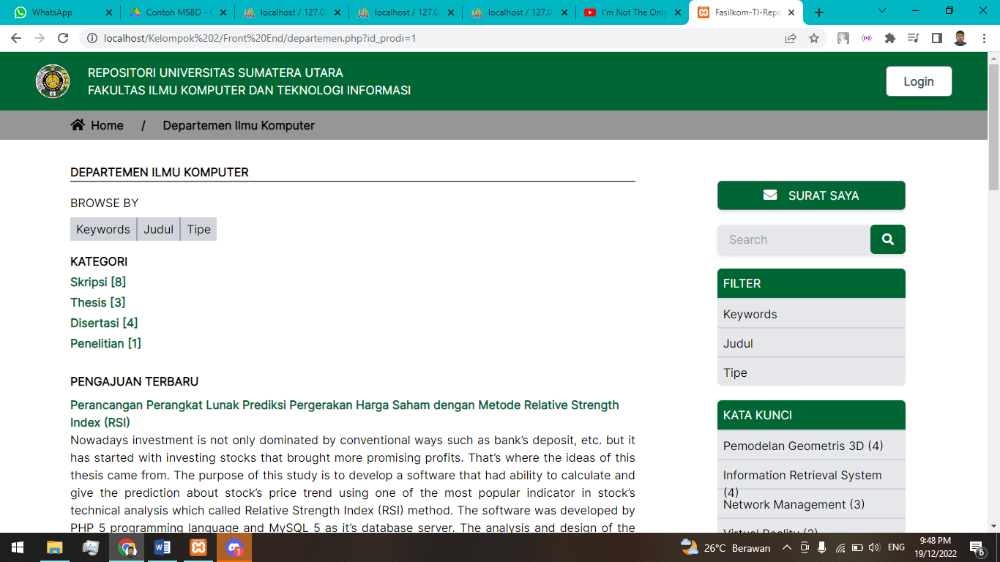 WhatsApp
Contoh MSBD - G
localhost / 127.0.
localhost / 127.0.
localhost / 127.0.
I'm Not The Only
Fasilkom-TI-Repo
localhost/Kelompok%202/Front%20End/departemen.php?id_prodi=1
REPOSITORI UNIVERSITAS SUMATERA UTARA
FAKULTAS ILMU KOMPUTER DAN TEKNOLOGI INFORMASI
Login
Home / Departemen Ilmu Komputer
DEPARTEMEN ILMU KOMPUTER
BROWSE BY
Keywords Judul Tipe
KATEGORI
Skripsi [8]
Thesis [3]
Disertasi [4]
Penelitian [1]
PENGAJUAN TERBARU
Perancangan Perangkat Lunak Prediksi Pergerakan Harga Saham dengan Metode Relative Strength
Index (RSI)
Nowadays investment is not only dominated by conventional ways such as bank's deposit, etc. but it
has started with investing stocks that brought more promising profits. That's where the ideas of this
thesis came from. The purpose of this study is to develop a software that had ability to calculate and
give the prediction about stock's price trend using one of the most popular indicator in stock's
technical analysis which called Relative Strength Index (RSI) method. The software was developed by
PHP 5 programming language and MySQL 5 as it's database server. The analysis and design of the
SURAT SAYA
Search
FILTER
Keywords
Judul
Tipe
KATA KUNCI
Pemodelan Geometris 3D (4)
Information Retrieval System
(4)
Network Management (3)
Virtual Reality (3)
26°C Berawan
ENG
9:48 PM
19/12/2022
6
1